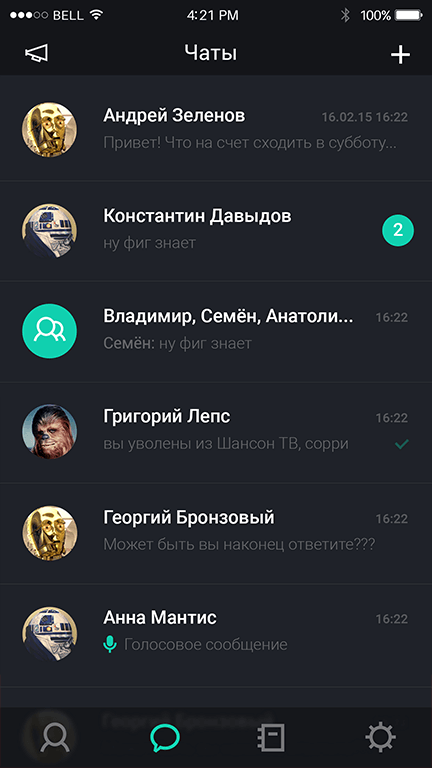 BELL 4:21 PM 100%
Чаты
Андрей Зеленов 16.02.15 16:22
Привет! Что на счет сходить в субботу...
Константин Давыдов 2
ну фиг знает
Владимир, Семён, Анатоли... 16:22
Семён: ну фиг знает
Григорий Лепс 16:22
вы уволены из Шансон ТВ, сорри
Георгий Бронзовый 16:22
Может быть вы наконец ответите???
Анна Мантис 16:22
Голосовое сообщение